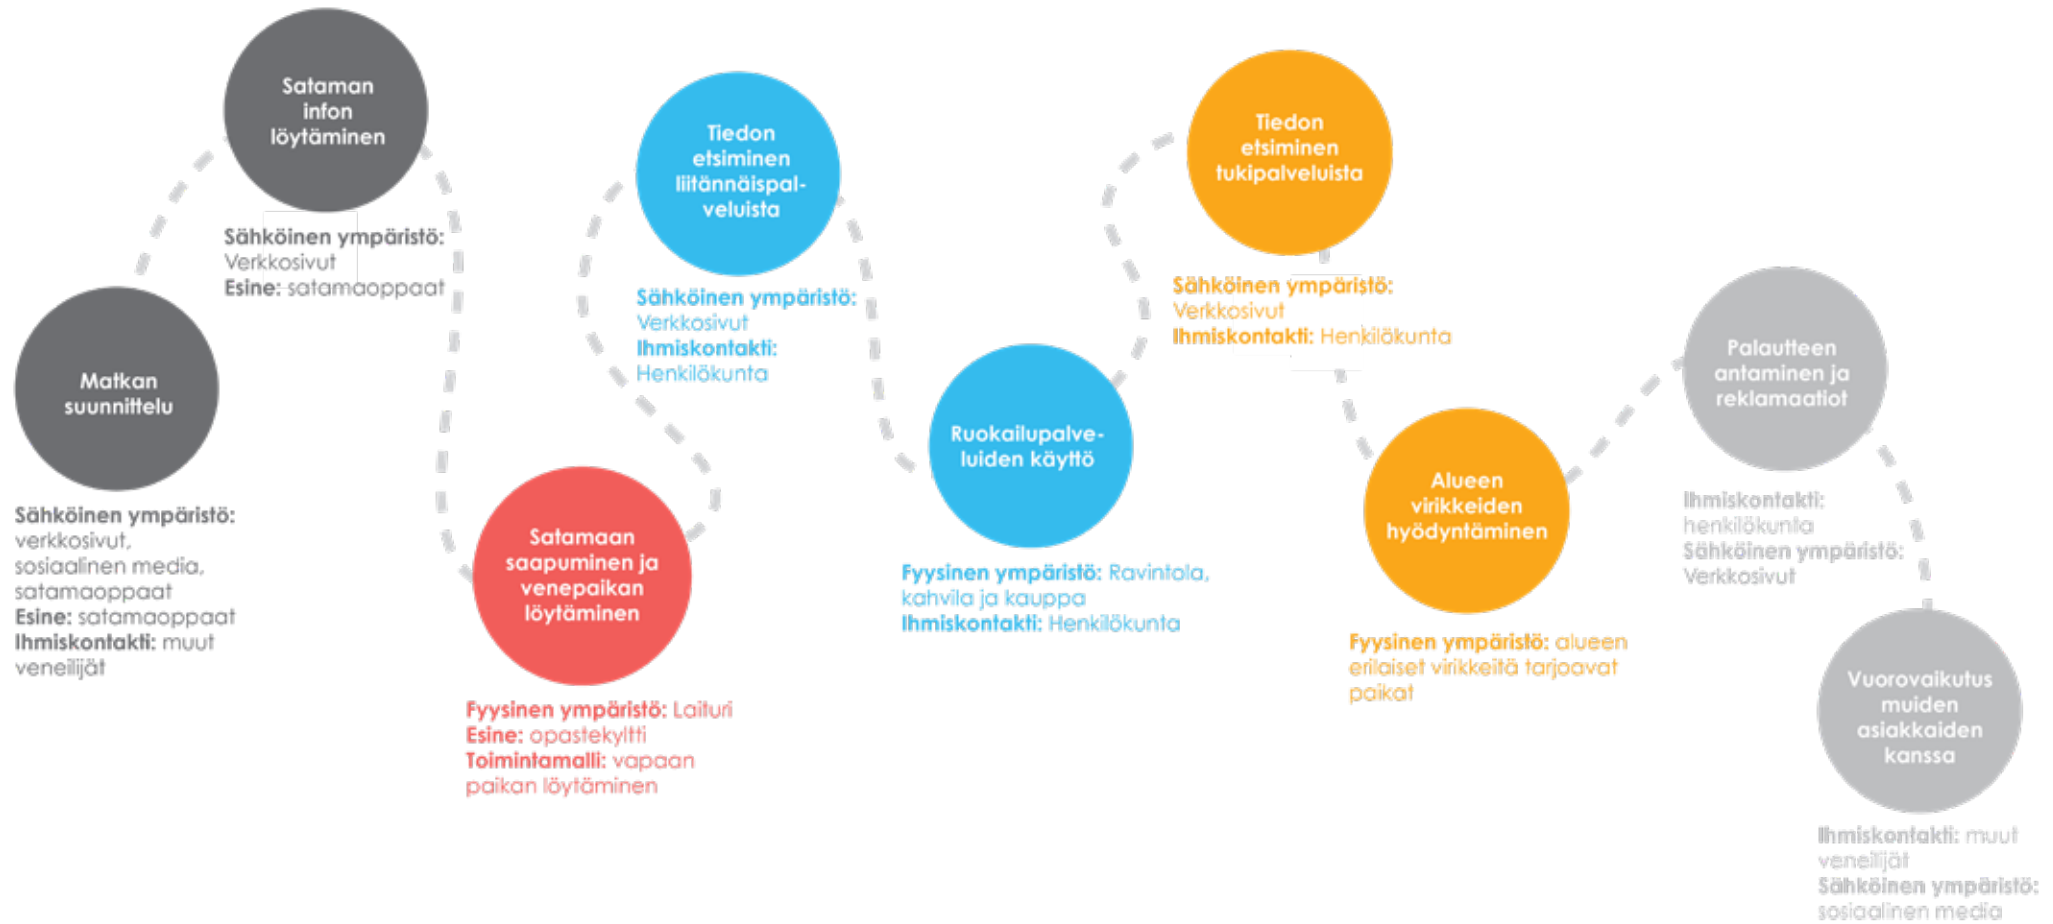 Sataman
infon
löytäminen
Sähköinen ympäristö:
Verkkosivut
Esine: satamaoppaat
Matkan
suunnittelu
Sähköinen ympäristö:
verkkosivut,
sosiaalinen media,
satamaoppaat
Esine: satamaoppaat
Ihmiskontakti: muut
veneilijät
Satamaan
saapuminen ja
venepaikan
löytäminen
Fyysinen ympäristö: Laituri
Esine: opastekyltti
Toimintamalli: vapaan
paikan löytäminen
Tiedon
etsiminen
liitännäispal-
veluista
Sähköinen ympäristö:
Verkkosivut
Ihmiskontakti:
Henkilökunta
Ruokailupalve-
luiden käyttö
Fyysinen ympäristö: Ravintola,
kahvila ja kauppa
Ihmiskontakti: Henkilökunta
Tiedon
etsiminen
tukipalveluista
Sähköinen ympäristö:
Verkkosivut
Ihmiskontakti: Henkilökunta
Alueen
virikkeiden
hyödyntäminen
Fyysinen ympäristö: alueen
erilaiset virikkeitä tarjoavat
paikat
Palautteen
antaminen ja
reklamaatiot
Ihmiskontakti:
henkilökunta
Sähköinen ympäristö:
Verkkosivut
Vuorovaikutus
muiden
asiakkaiden
kanssa
Ihmiskontakti: muut
veneilijät
Sähköinen ympäristö:
sosiaalinen media